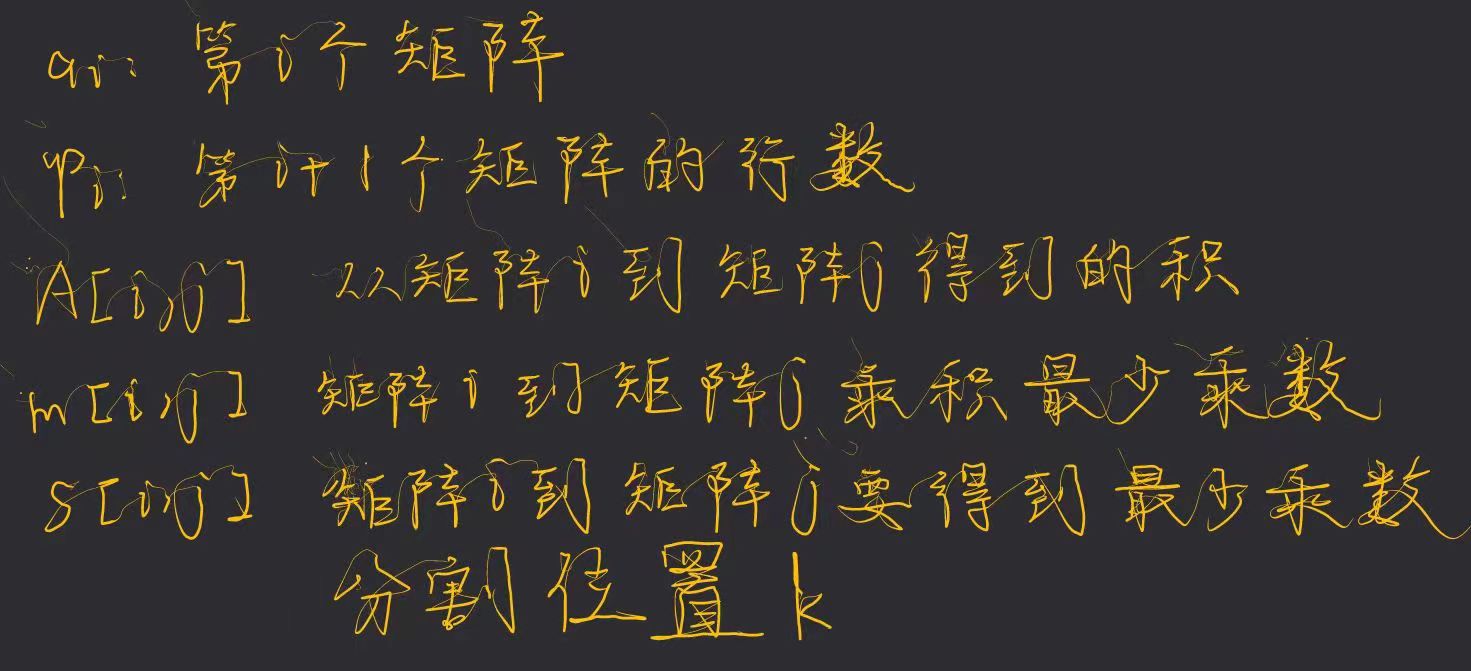 ai: 第i个矩阵
Pi: 第i+1个矩阵的行数
A[i,j] 从矩阵i到矩阵j得到的积
m[i,j] 矩阵i到矩阵j乘积最少乘数
s[i,j] 矩阵i到矩阵j要得到最少乘数
分割位置k